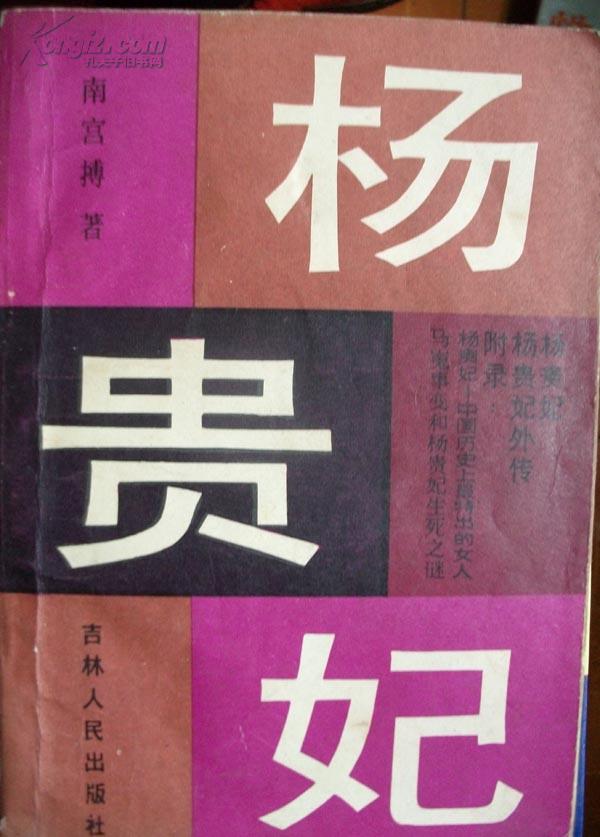 Kongfz.com
孔夫子旧书网
南宫搏 著
杨
贵
妃
杨贵妃
杨贵妃外传
附录：
杨贵妃—中国历史上最特出的女人
马嵬事变和杨贵妃生死之谜
吉林人民出版社